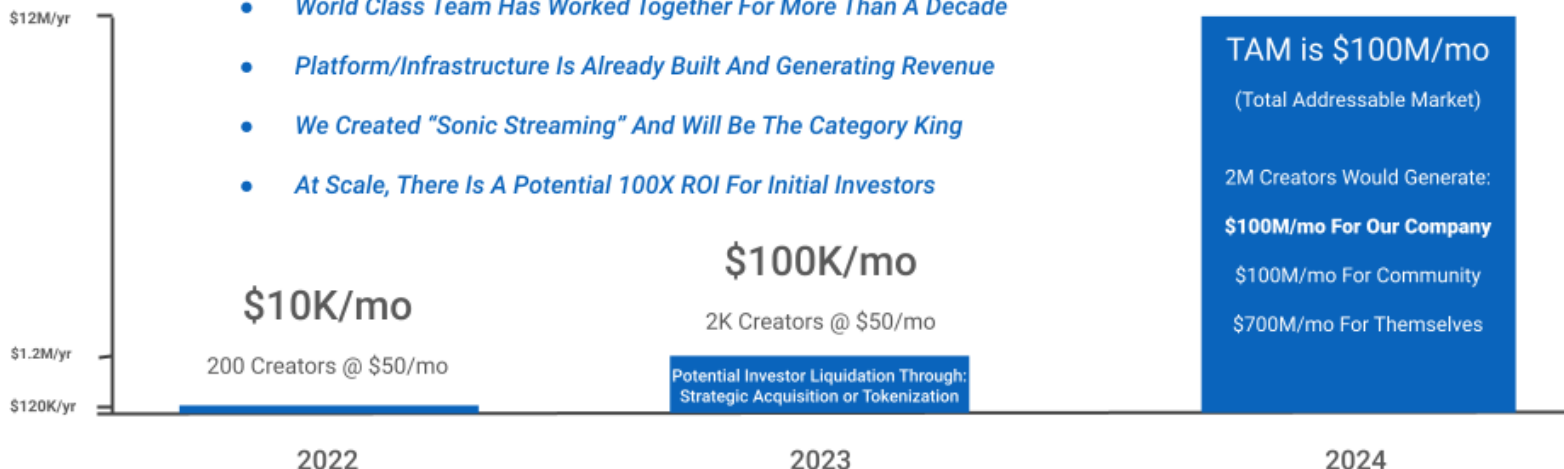 $12M/yr
● World Class Team Has Worked Together For More Than A Decade
● Platform/Infrastructure Is Already Built And Generating Revenue
● We Created “Sonic Streaming” And Will Be The Category King
● At Scale, There Is A Potential 100X ROI For Initial Investors
TAM is $100M/mo
(Total Addressable Market)
2M Creators Would Generate:
$100M/mo For Our Company
$100M/mo For Community
$700M/mo For Themselves
$10K/mo
200 Creators @ $50/mo
$100K/mo
2K Creators @ $50/mo
Potential Investor Liquidation Through:
Strategic Acquisition or Tokenization
$1.2M/yr
$120K/yr
2022
2023
2024